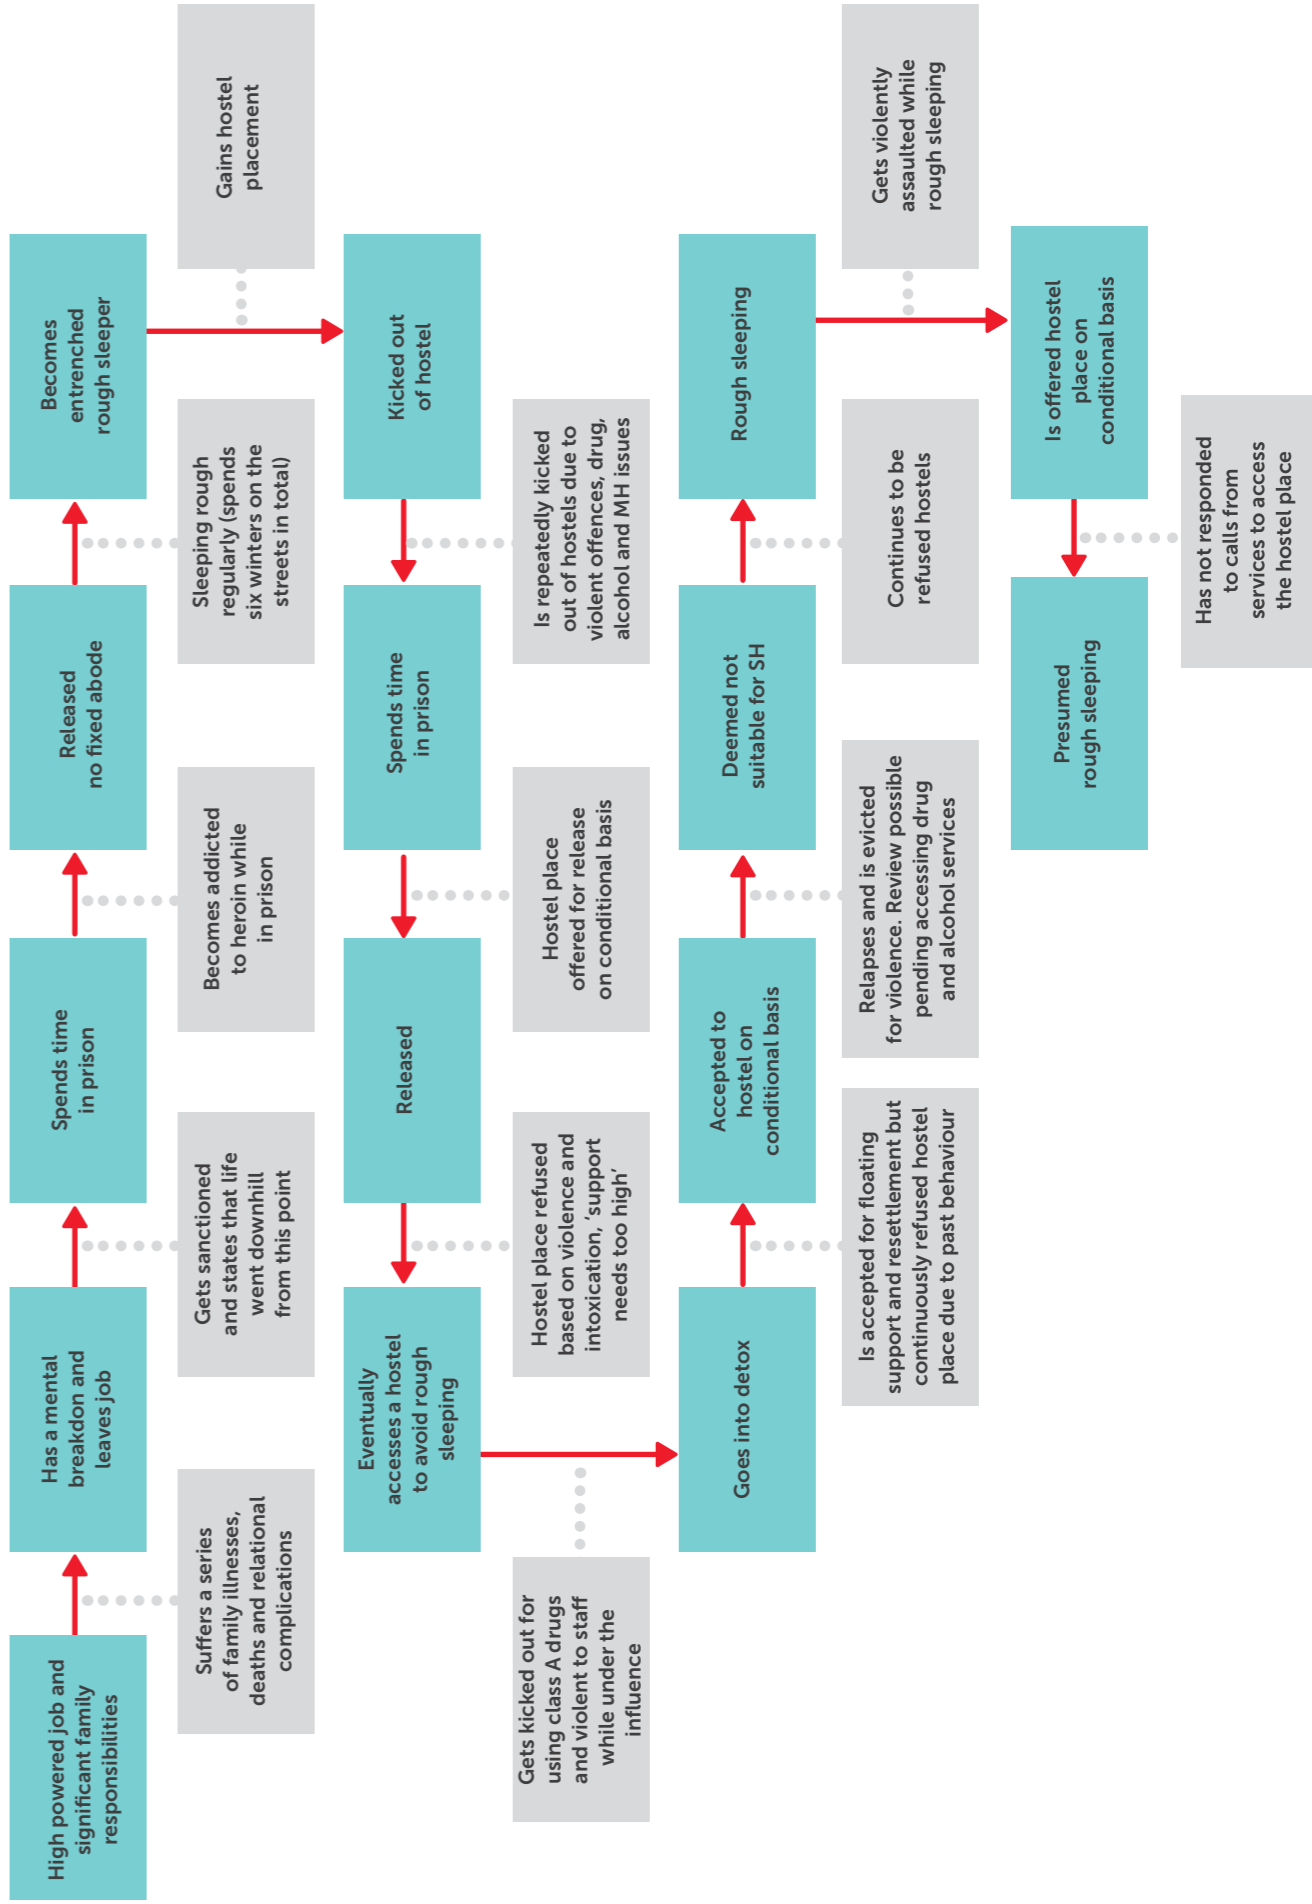 High powered job and
significant family
responsibilities
Suffers a series
of family illnesses,
deaths and relational
complications
Has a mental
breakdon and
leaves job
Gets sanctioned
and states that life
went downhill
from this point
Spends time
in prison
Becomes addicted
to heroin while
in prison
Released
no fixed abode
Sleeping rough
regularly (spends
six winters on the
streets in total)
Becomes
entrenched
rough sleeper
Gains hostel
placement
Kicked out
of hostel
Is repeatedly kicked
out of hostels due to
violent offences, drug,
alcohol and MH issues
Spends time
in prison
Hostel place
offered for release
on conditional basis
Released
Hostel place refused
based on violence and
intoxication, ‘support
needs too high’
Eventually
accesses a hostel
to avoid rough
sleeping
Gets kicked out for
using class A drugs
and violent to staff
while under the
influence
Goes into detox
Is accepted for floating
support and resettlement but
continuously refused hostel
place due to past behaviour
Accepted to
hostel on
conditional basis
Relapses and is evicted
for violence. Review possible
pending accessing drug
and alcohol services
Deemed not
suitable for SH
Continues to be
refused hostels
Rough sleeping
Gets violently
assaulted while
rough sleeping
Is offered hostel
place on
conditional basis
Has not responded
to calls from
services to access
the hostel place
Presumed
rough sleeping